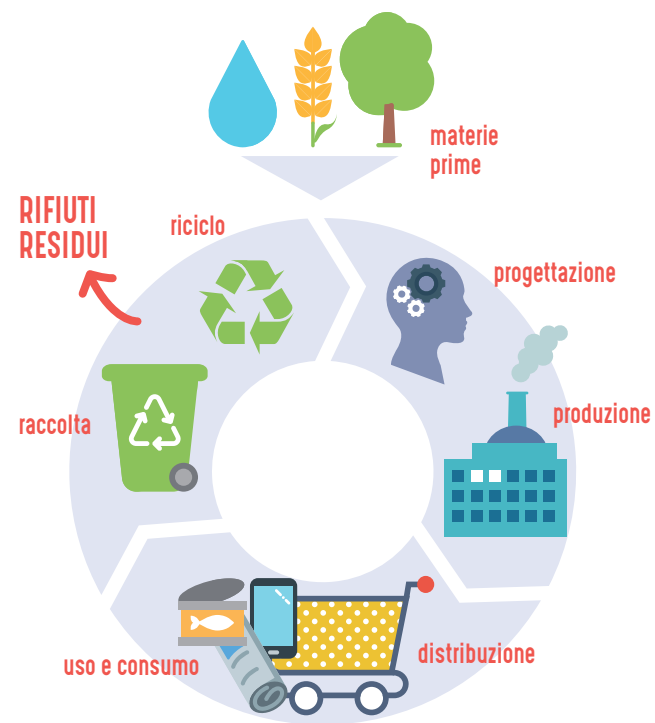 materie
prime
RIFIUTI
RESIDUI
riciclo
progettazione
produzione
raccolta
distribuzione
uso e consumo